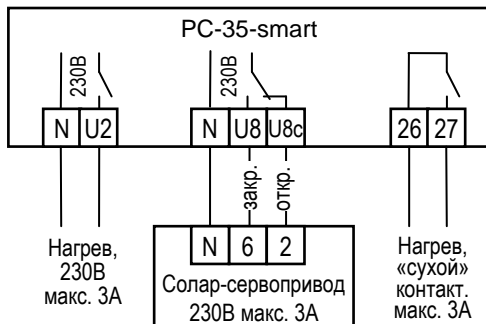 PC-35-smart
230В
230В
N U2 N U8 U8c 26 27
закр. откр.
N 6 2
Нагрев,
230В
макс. 3А
Солар-сервопривод
230В макс. 3А
Нагрев,
«сухой»
контакт.
макс. 3А